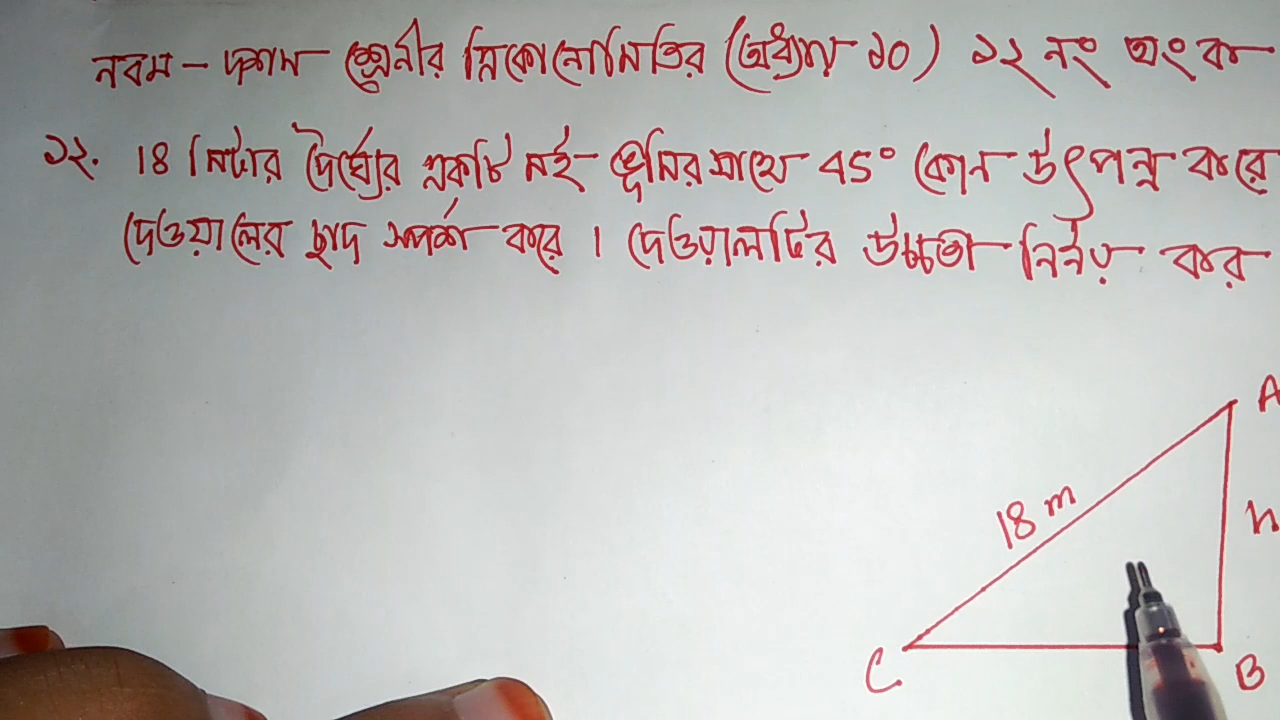 নবম - দশম শ্রেনীর ত্রিকোনোমিতির (অধ্যায় ১০) ১২ নং অংক
১২. 18 মিটার দৈর্ঘ্যের একটি মই ভূমির সাথে 45° কোন উৎপন্ন করে
দেওয়ালের ছাদ স্পর্শ করে । দেওয়ালটির উচ্চতা নির্নয় কর
A
18 m
h
C
B